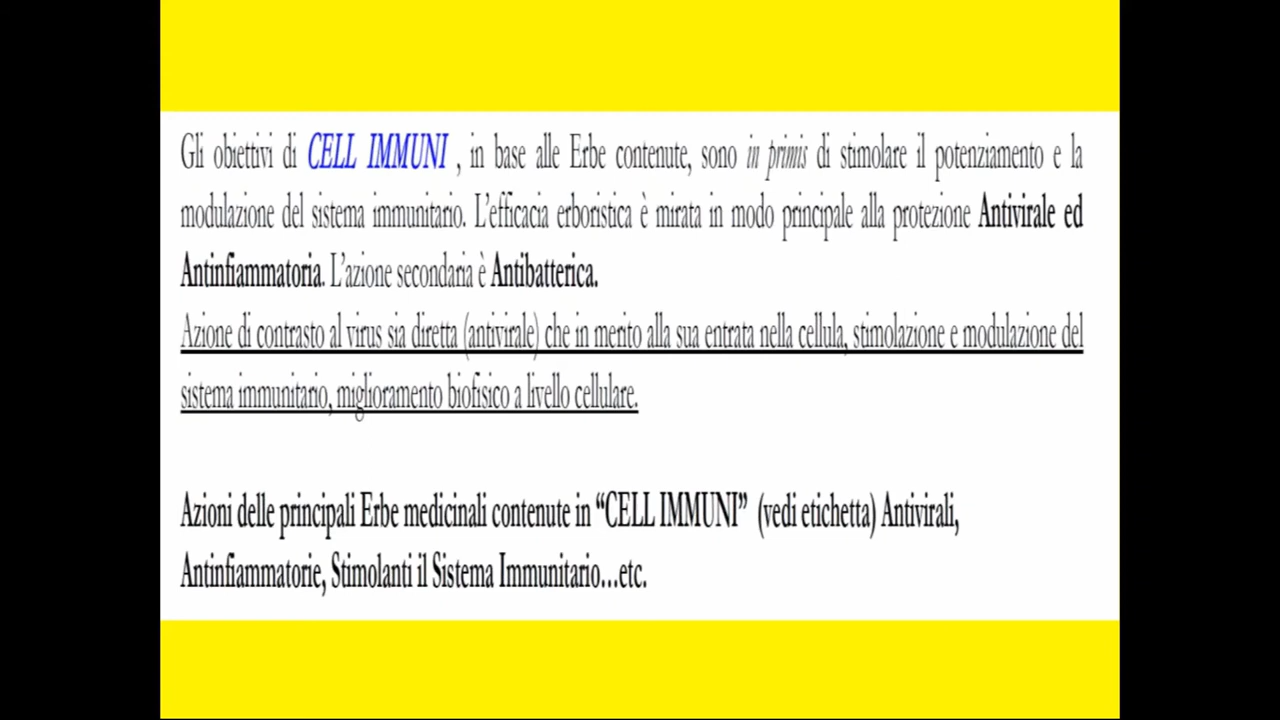 Gli obiettivi di CELL IMMUNI , in base alle Erbe contenute, sono in primis di stimolare il potenziamento e la
modulazione del sistema immunitario. L’efficacia erboristica è mirata in modo principale alla protezione Antivirale ed
Antinfiammatoria. L’azione secondaria è Antibatterica.
Azione di contrasto al virus sia diretta (antivirale) che in merito alla sua entrata nella cellula, stimolazione e modulazione del
sistema immunitario, miglioramento biofisico a livello cellulare.
Azioni delle principali Erbe medicinali contenute in “CELL IMMUNI” (vedi etichetta) Antivirali,
Antinfiammatorie, Stimolanti il Sistema Immunitario...etc.